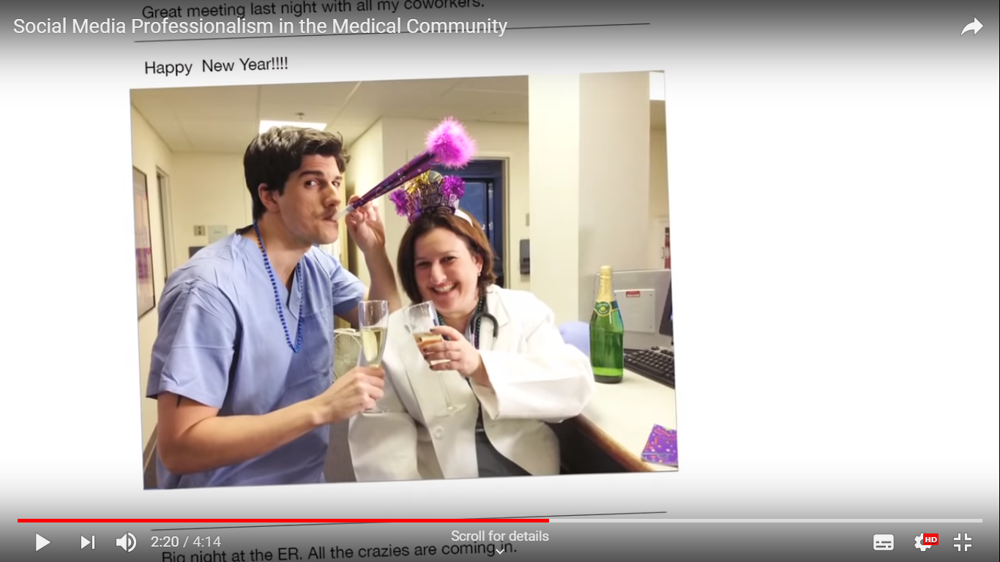 Great meeting last night with all my coworkers.
Social Media Professionalism in the Medical Community
Happy New Year!!!!
2:20 / 4:14
Scroll for details
HD
Big night at the ER. All the crazies are coming in.